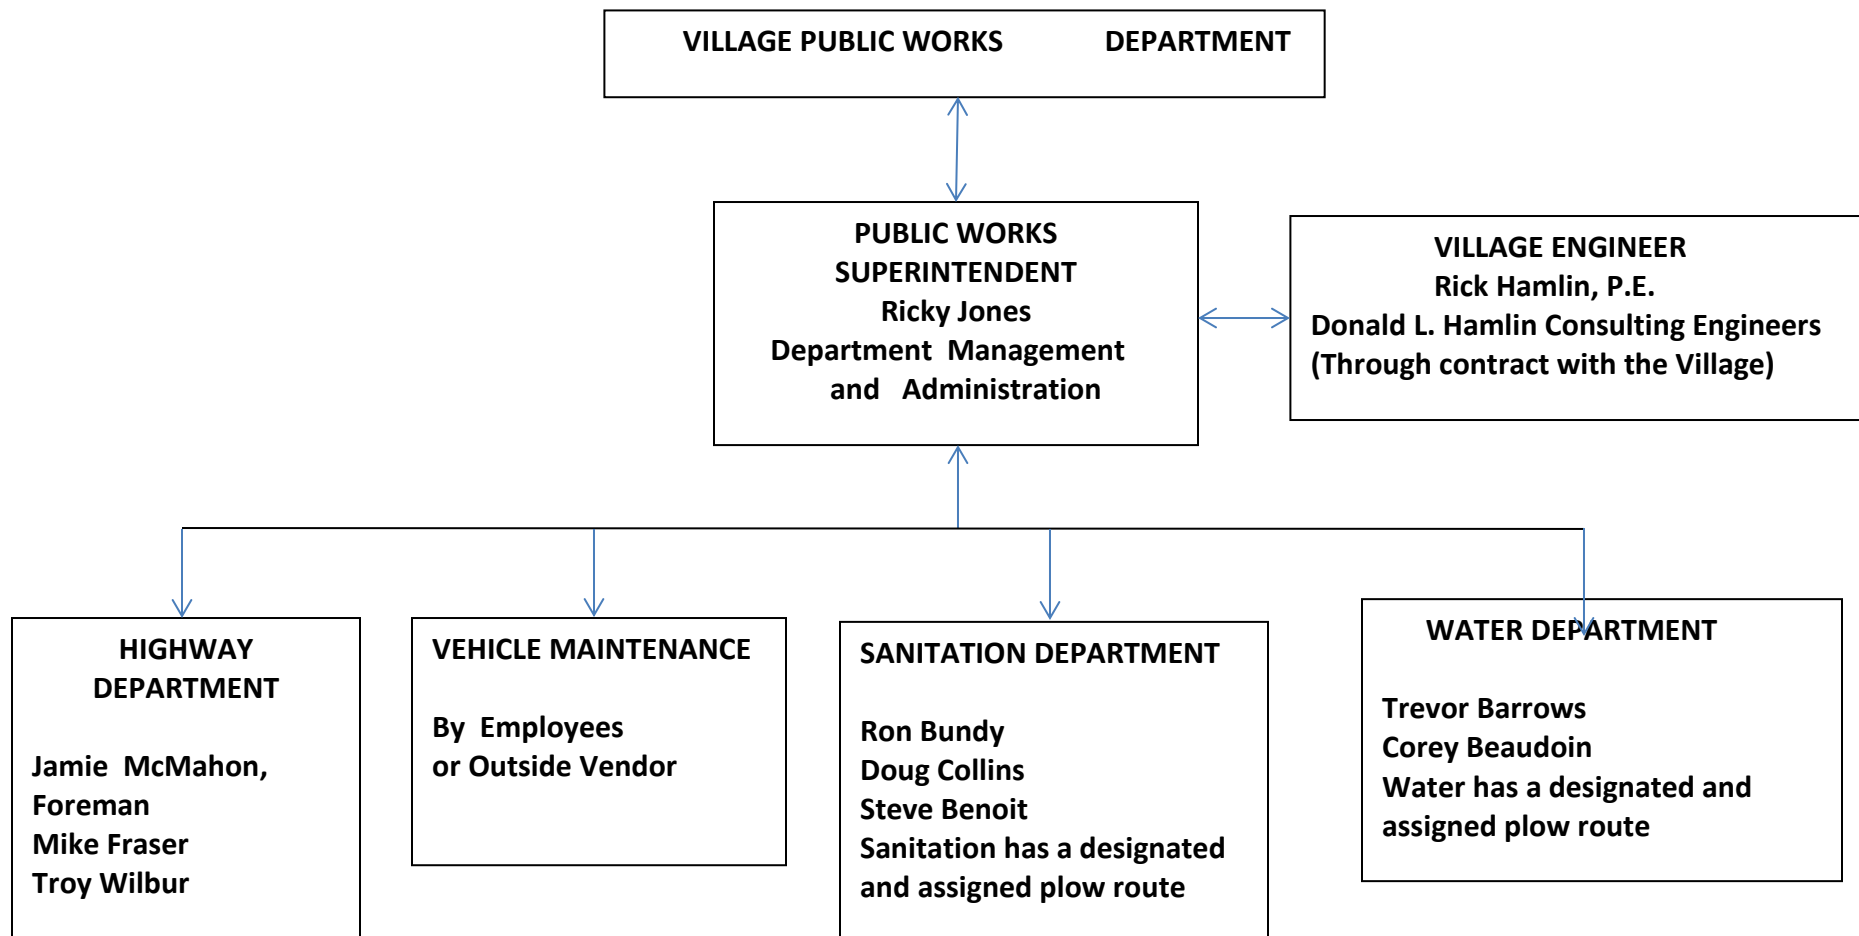 VILLAGE PUBLIC WORKS DEPARTMENT
PUBLIC WORKS
SUPERINTENDENT
Ricky Jones
Department Management
and Administration
VILLAGE ENGINEER
Rick Hamlin, P.E.
Donald L. Hamlin Consulting Engineers
(Through contract with the Village)
HIGHWAY
DEPARTMENT
Jamie McMahon,
Foreman
Mike Fraser
Troy Wilbur
VEHICLE MAINTENANCE
By Employees
or Outside Vendor
SANITATION DEPARTMENT
Ron Bundy
Doug Collins
Steve Benoit
Sanitation has a designated
and assigned plow route
WATER DEPARTMENT
Trevor Barrows
Corey Beaudoin
Water has a designated and
assigned plow route